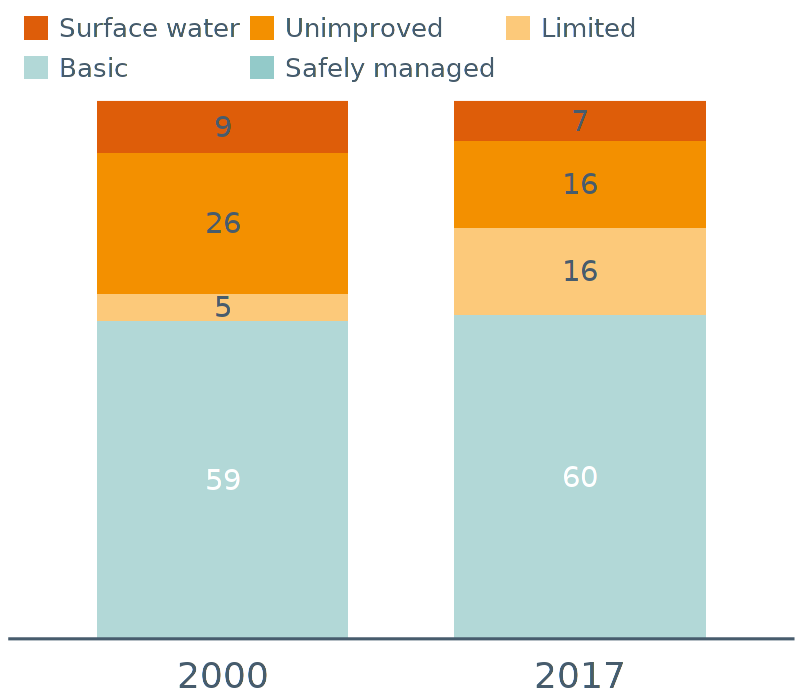 Surface water Unimproved Limited
Basic Safely managed
9 7
26 16
5 16
59 60
2000 2017